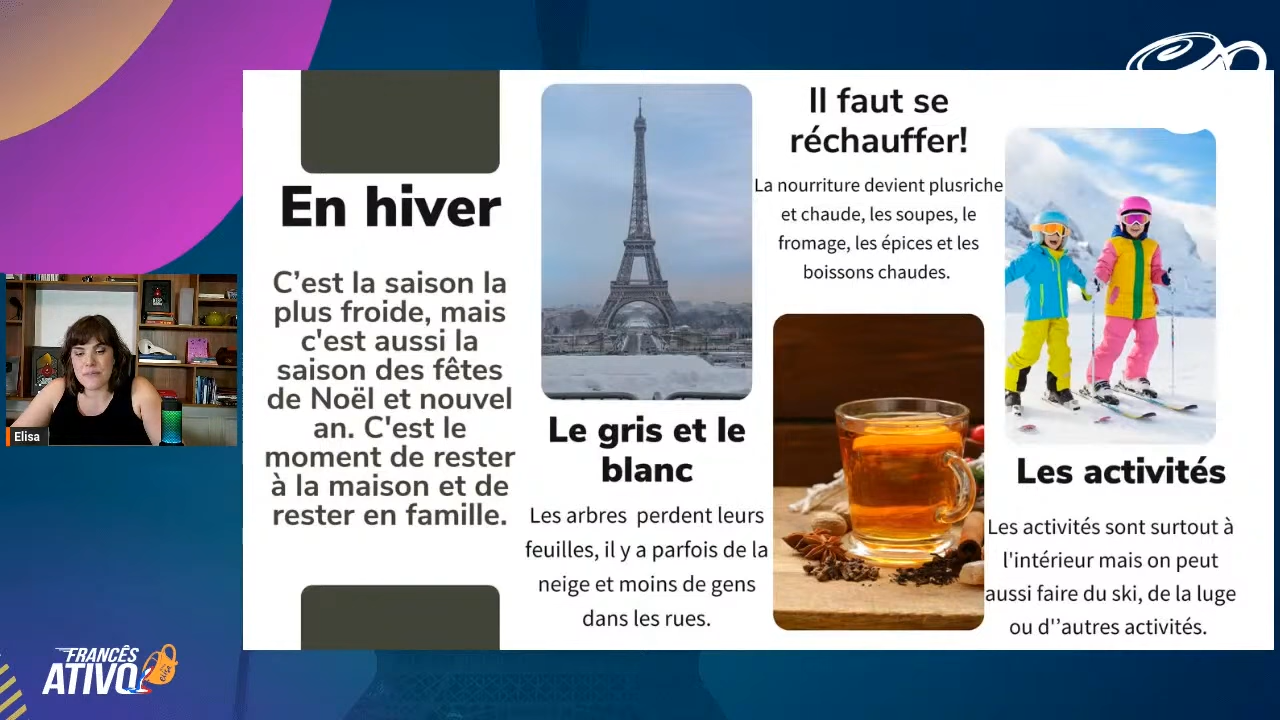 En hiver
C’est la saison la
plus froide, mais
c'est aussi la
saison des fêtes
de Noël et nouvel
an. C'est le
moment de rester
à la maison et de
rester en famille.
Le gris et le
blanc
Les arbres perdent leurs
feuilles, il y a parfois de la
neige et moins de gens
dans les rues.
Il faut se
réchauffer!
La nourriture devient plusriche
et chaude, les soupes, le
fromage, les épices et les
boissons chaudes.
Les activités
Les activités sont surtout à
l'intérieur mais on peut
aussi faire du ski, de la luge
ou d'’autres activités.
Elisa
FRANCÊS
ATIVO